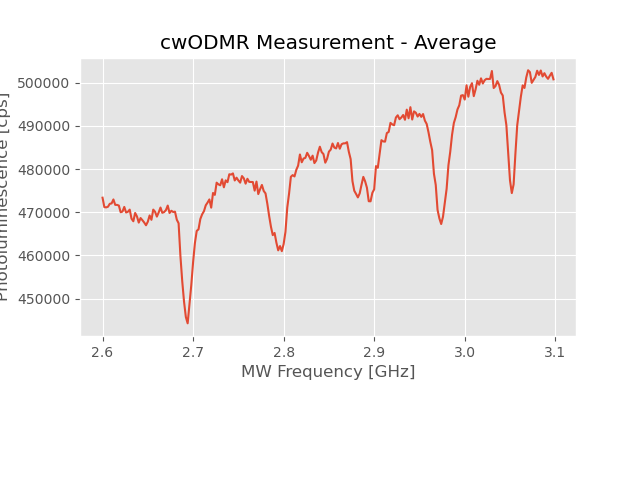 cwODMR Measurement - Average
Photoluminescence [cps]
500000
490000
480000
470000
460000
450000
2.6 2.7 2.8 2.9 3.0 3.1
MW Frequency [GHz]